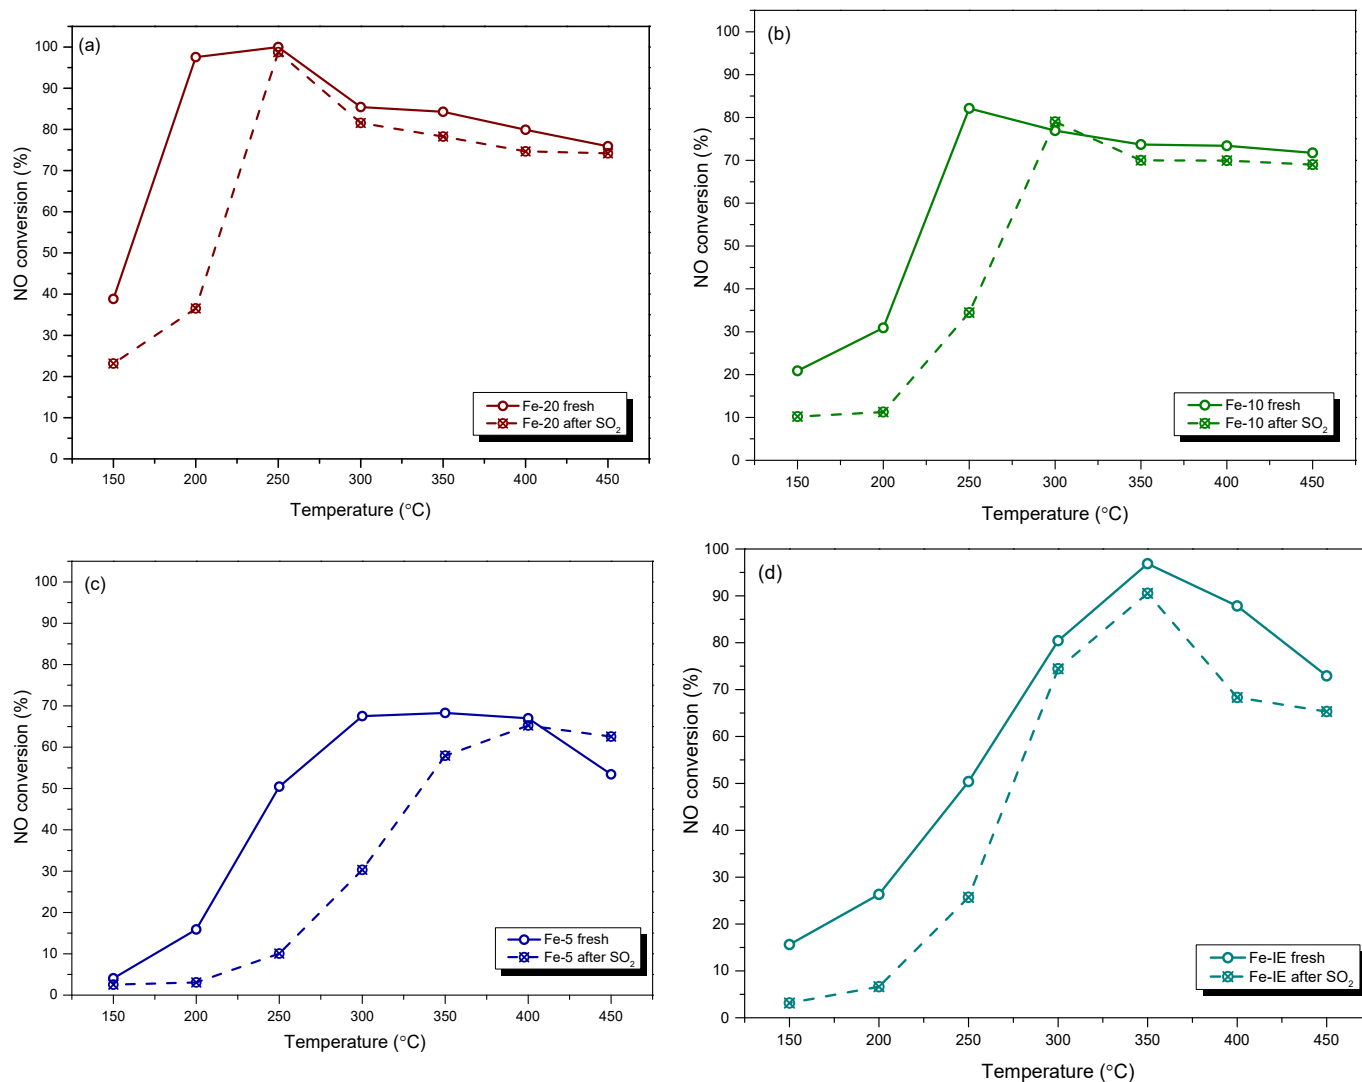 (a)
NO conversion (%)
100
90
80
70
60
50
40
30
20
10
0
Fe-20 fresh
Fe-20 after SO₂
150 200 250 300 350 400 450
Temperature (°C)
(b)
NO conversion (%)
100
90
80
70
60
50
40
30
20
10
0
Fe-10 fresh
Fe-10 after SO₂
150 200 250 300 350 400 450
Temperature (°C)
(c)
NO conversion (%)
100
90
80
70
60
50
40
30
20
10
0
Fe-5 fresh
Fe-5 after SO₂
150 200 250 300 350 400 450
Temperature (°C)
(d)
NO conversion (%)
100
90
80
70
60
50
40
30
20
10
0
Fe-IE fresh
Fe-IE after SO₂
150 200 250 300 350 400 450
Temperature (°C)